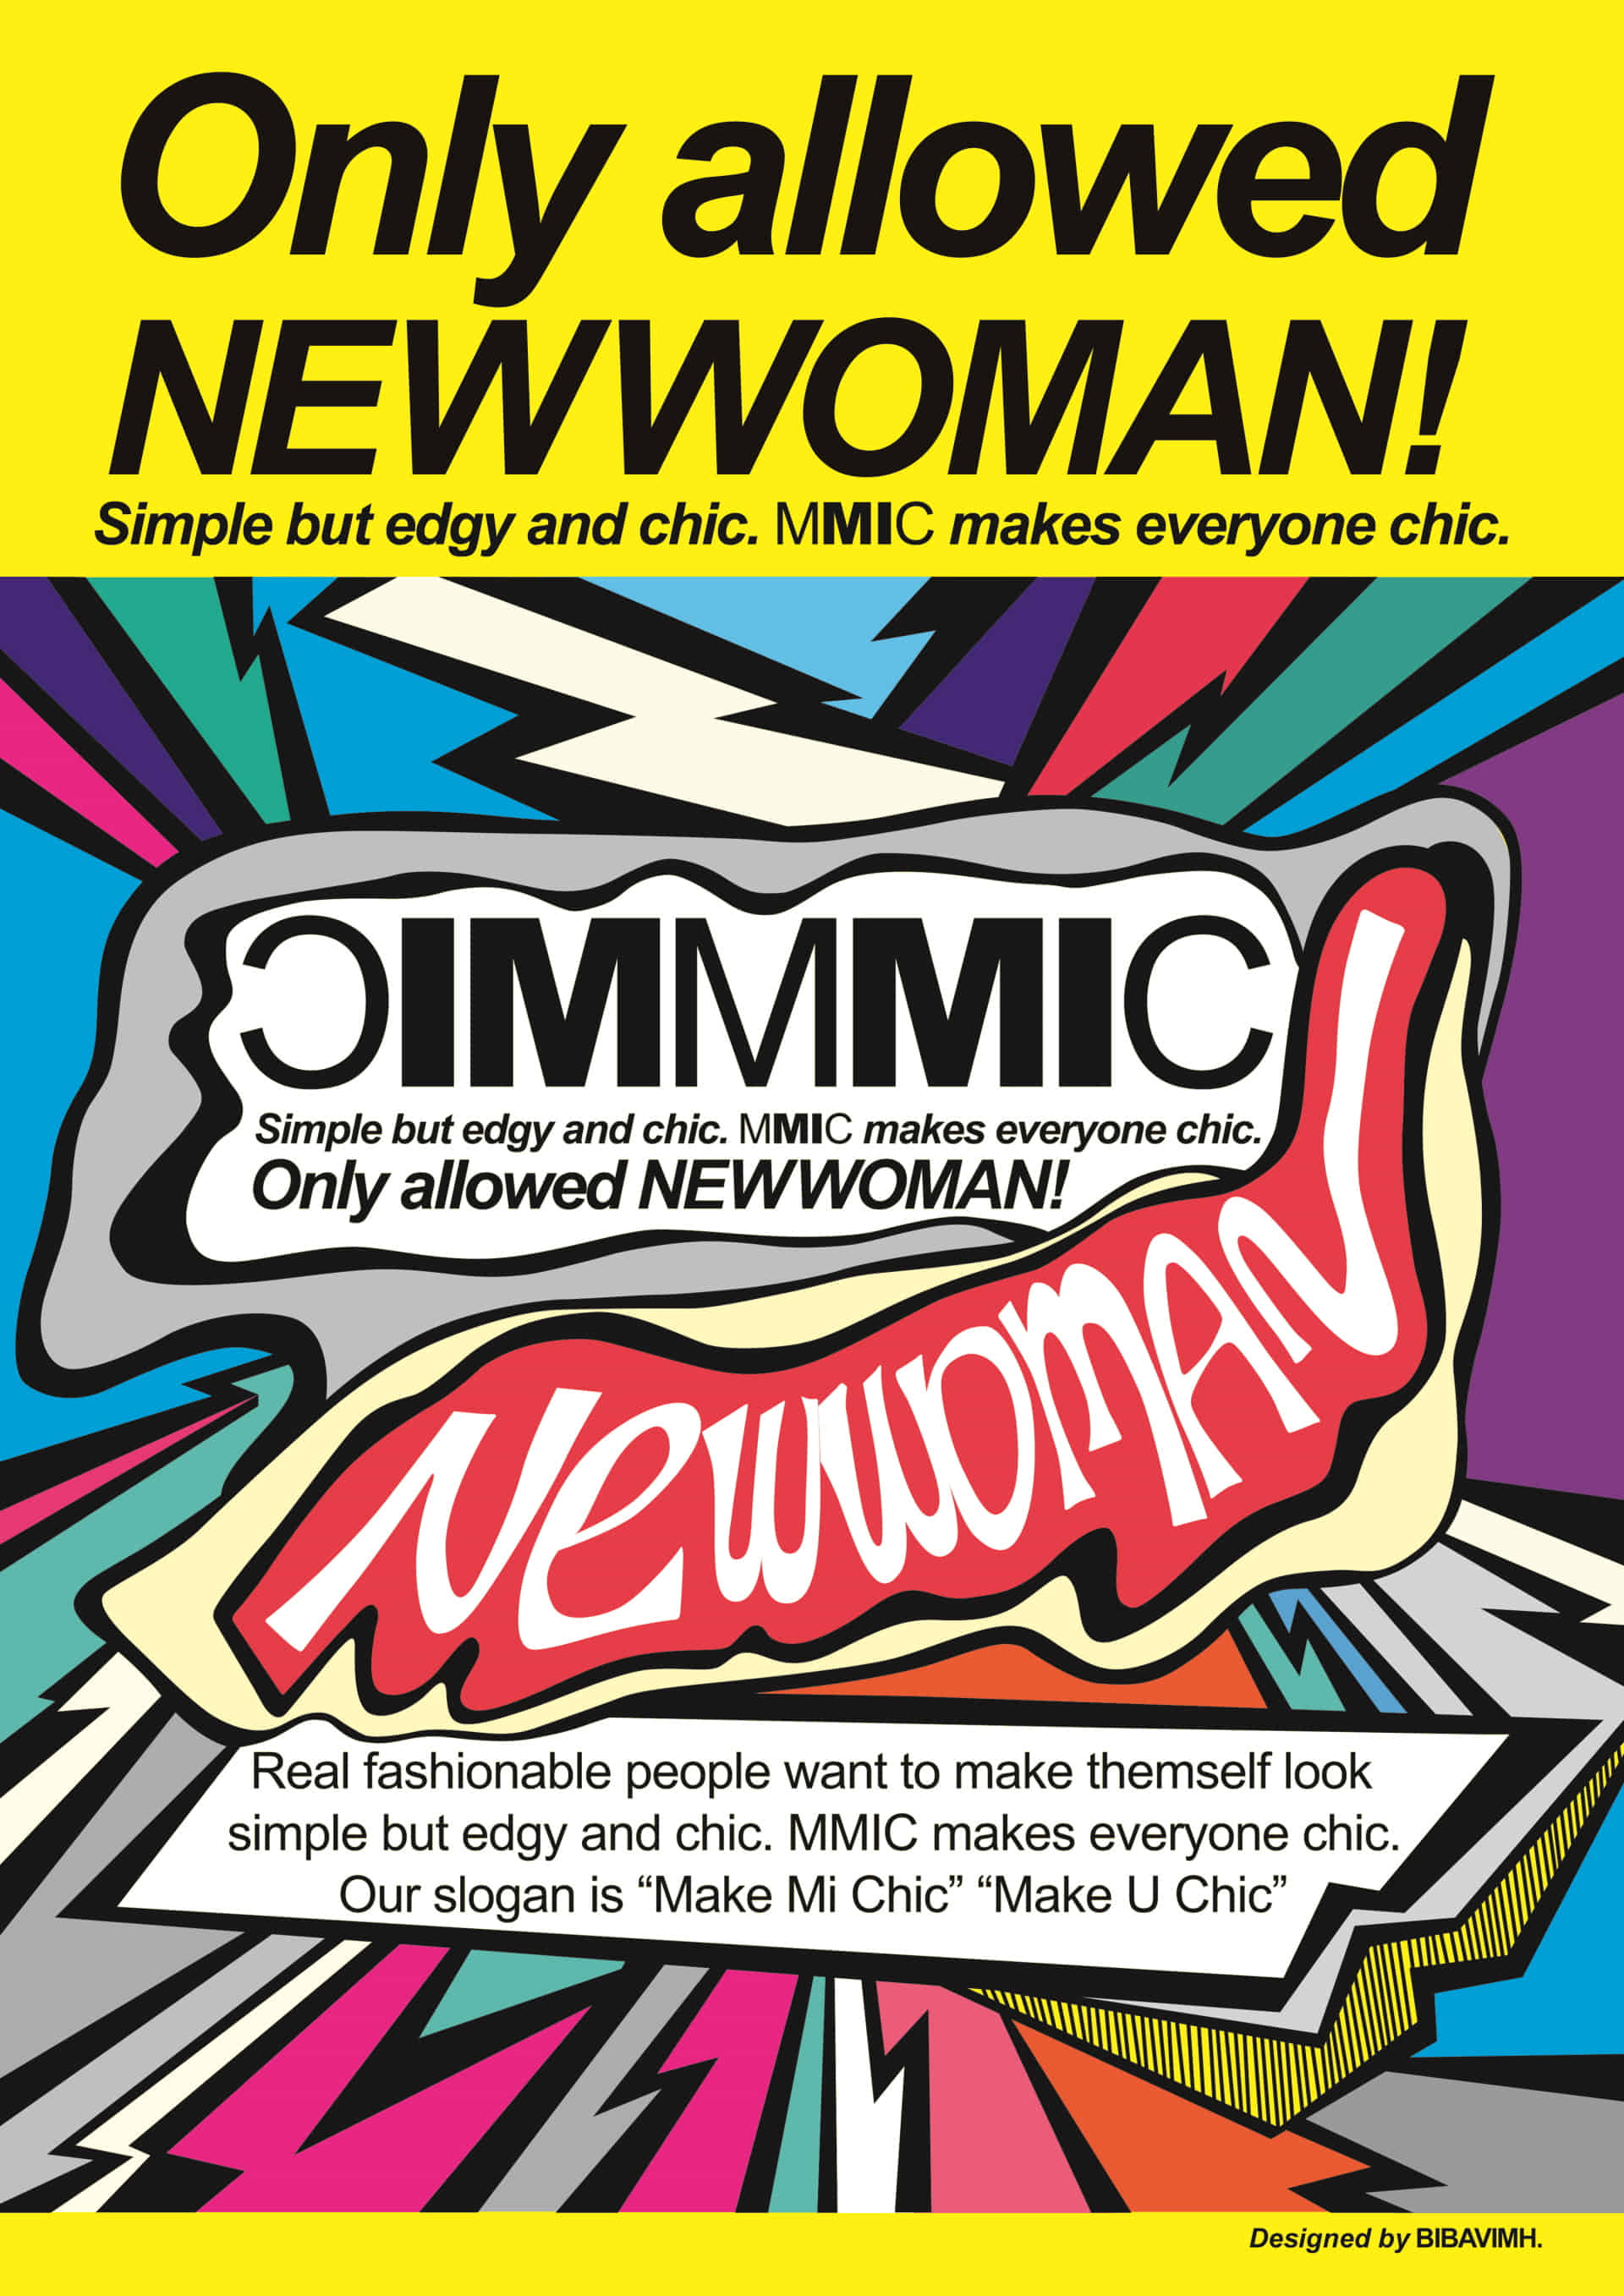 Only allowed
NEWWOMAN!
Simple but edgy and chic. MMIC makes everyone chic.
ƆIMMMIC
Simple but edgy and chic. MMIC makes everyone chic.
Only allowed NEWWOMAN!
NewwomAN
Real fashionable people want to make themself look
simple but edgy and chic. MMIC makes everyone chic.
Our slogan is “Make Mi Chic” “Make U Chic”
Designed by BIBAVIMH.